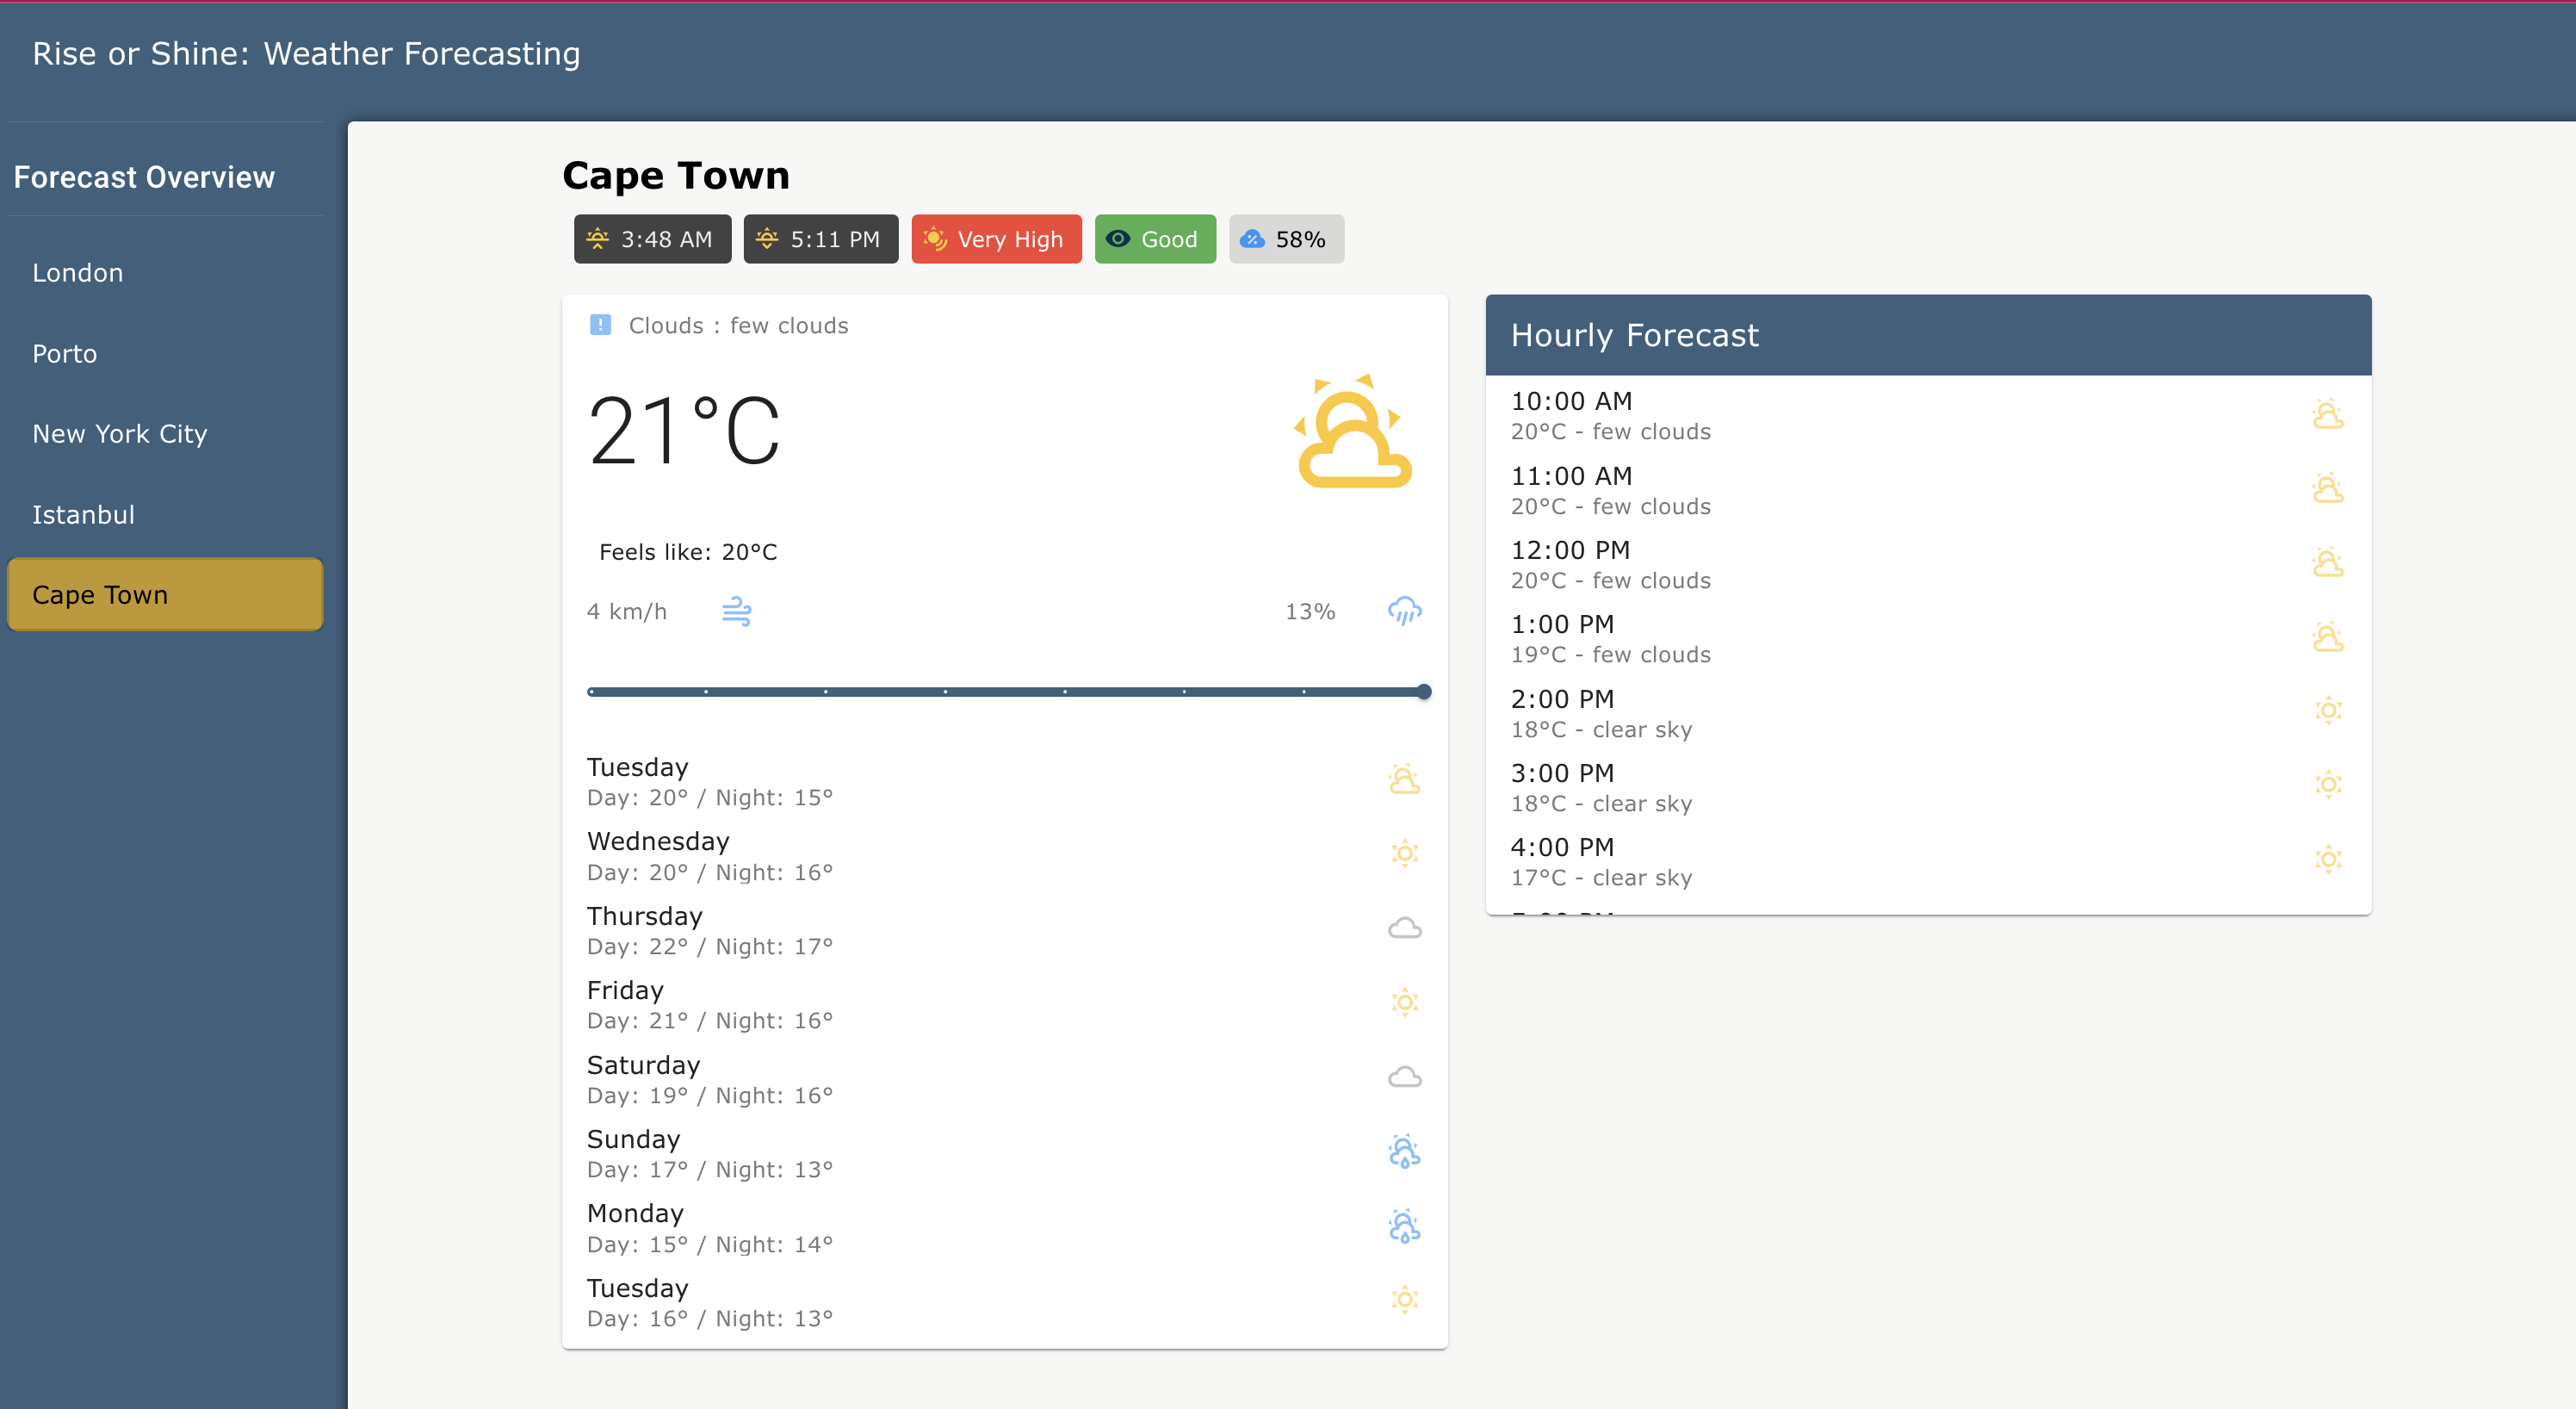 Rise or Shine: Weather Forecasting
Forecast Overview
London
Porto
New York City
Istanbul
Cape Town
Cape Town
3:48 AM
5:11 PM
Very High
Good
58%
Clouds : few clouds
21°C
Feels like: 20°C
4 km/h
13%
Tuesday
Day: 20° / Night: 15°
Wednesday
Day: 20° / Night: 16°
Thursday
Day: 22° / Night: 17°
Friday
Day: 21° / Night: 16°
Saturday
Day: 19° / Night: 16°
Sunday
Day: 17° / Night: 13°
Monday
Day: 15° / Night: 14°
Tuesday
Day: 16° / Night: 13°
Hourly Forecast
10:00 AM
20°C - few clouds
11:00 AM
20°C - few clouds
12:00 PM
20°C - few clouds
1:00 PM
19°C - few clouds
2:00 PM
18°C - clear sky
3:00 PM
18°C - clear sky
4:00 PM
17°C - clear sky